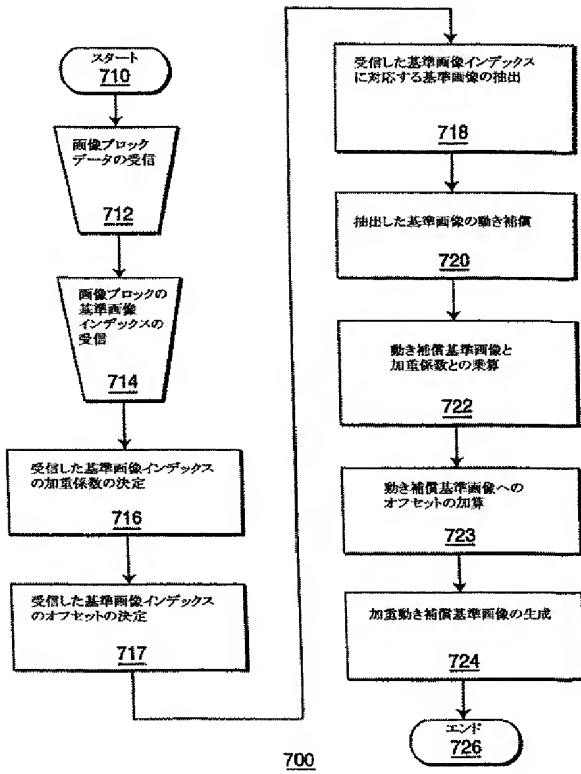 スタート
710
画像ブロック
データの受信
712
画像ブロックの
基準画像
インデックスの
受信
714
受信した基準画像インデックス
の加重係数の決定
716
受信した基準画像インデックス
のオフセットの決定
717
受信した基準画像インデックス
に対応する基準画像の抽出
718
抽出した基準画像の動き補償
720
動き補償基準画像と
加重係数との乗算
722
動き補償基準画像への
オフセットの加算
723
加重動き補償基準画像の生成
724
エンド
726
700